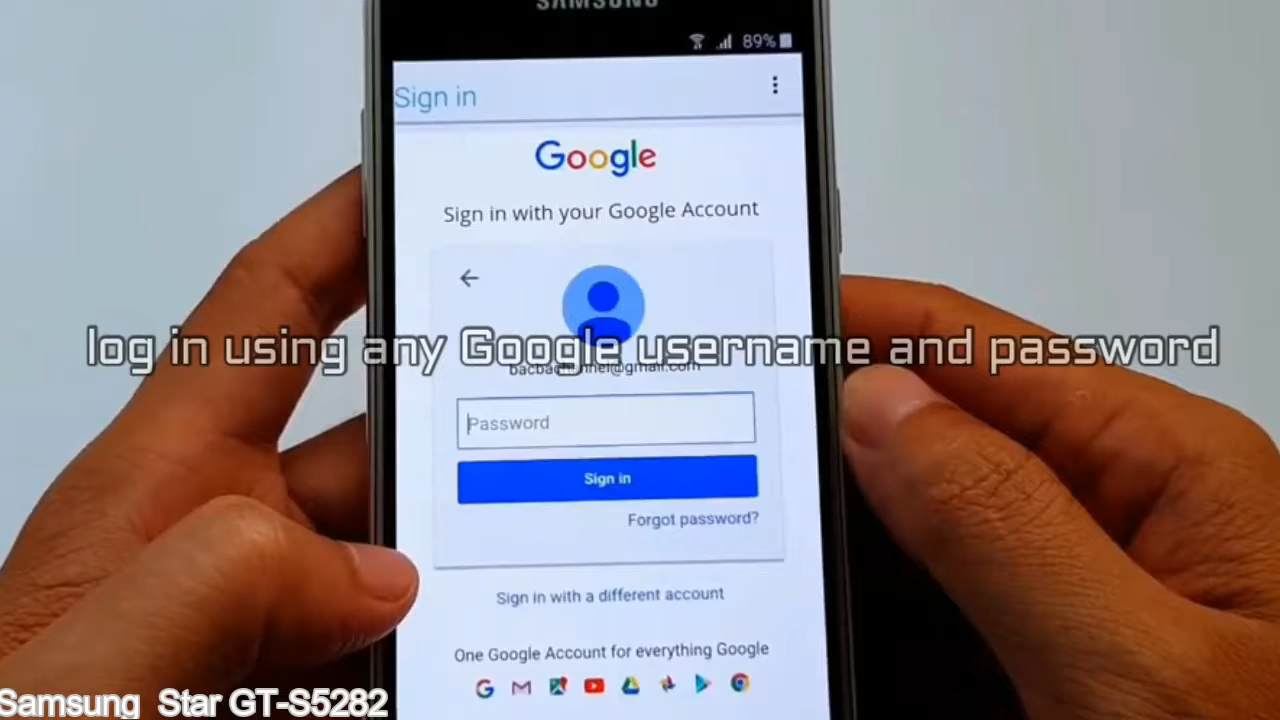 SAMSUNG
89%
Sign in
Google
Sign in with your Google Account
log in using any Google username and password
Password
Sign in
Forgot password?
Sign in with a different account
One Google Account for everything Google
Samsung Star GT-S5282